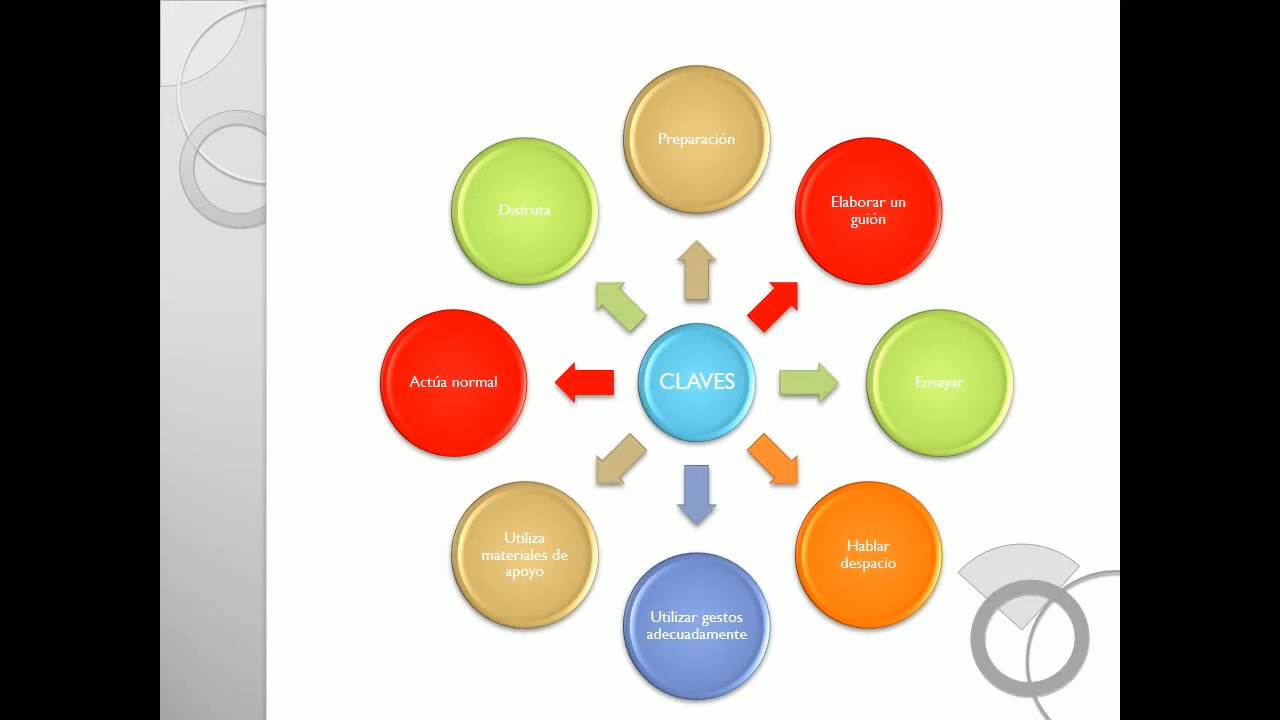 Preparación
Elaborar un
guión
Ensayar
Hablar
despacio
Utilizar gestos
adecuadamente
Utiliza
materiales de
apoyo
Actúa normal
Disfruta
CLAVES